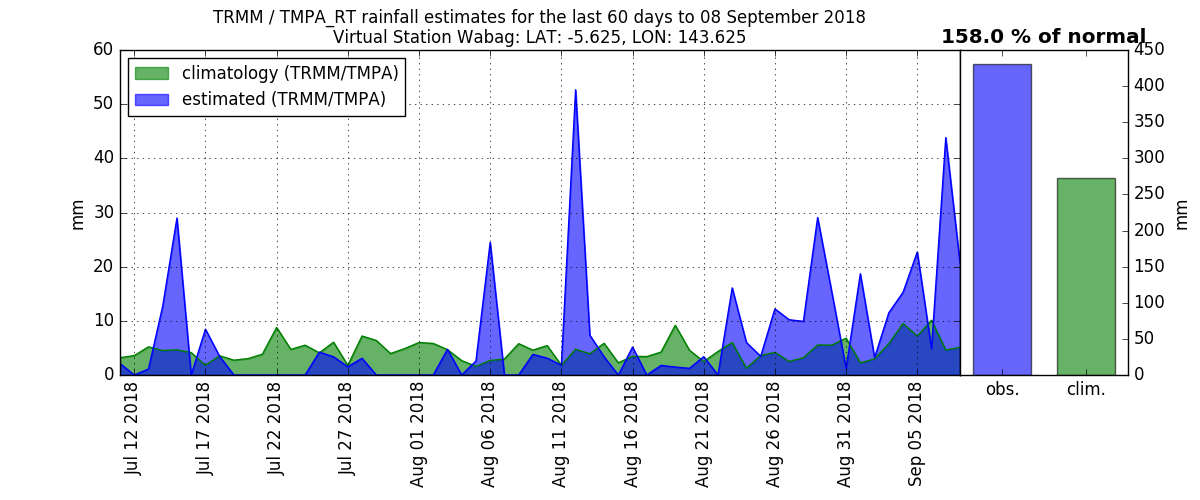 TRMM / TMPA_RT rainfall estimates for the last 60 days to 08 September 2018
Virtual Station Wabag: LAT: -5.625, LON: 143.625
158.0 % of normal
climatology (TRMM/TMPA)
estimated (TRMM/TMPA)
60
50
40
30
20
10
0
mm
450
400
350
300
250
200
150
100
50
0
mm
Jul 12 2018
Jul 17 2018
Jul 22 2018
Jul 27 2018
Aug 01 2018
Aug 06 2018
Aug 11 2018
Aug 16 2018
Aug 21 2018
Aug 26 2018
Aug 31 2018
Sep 05 2018
obs.
clim.